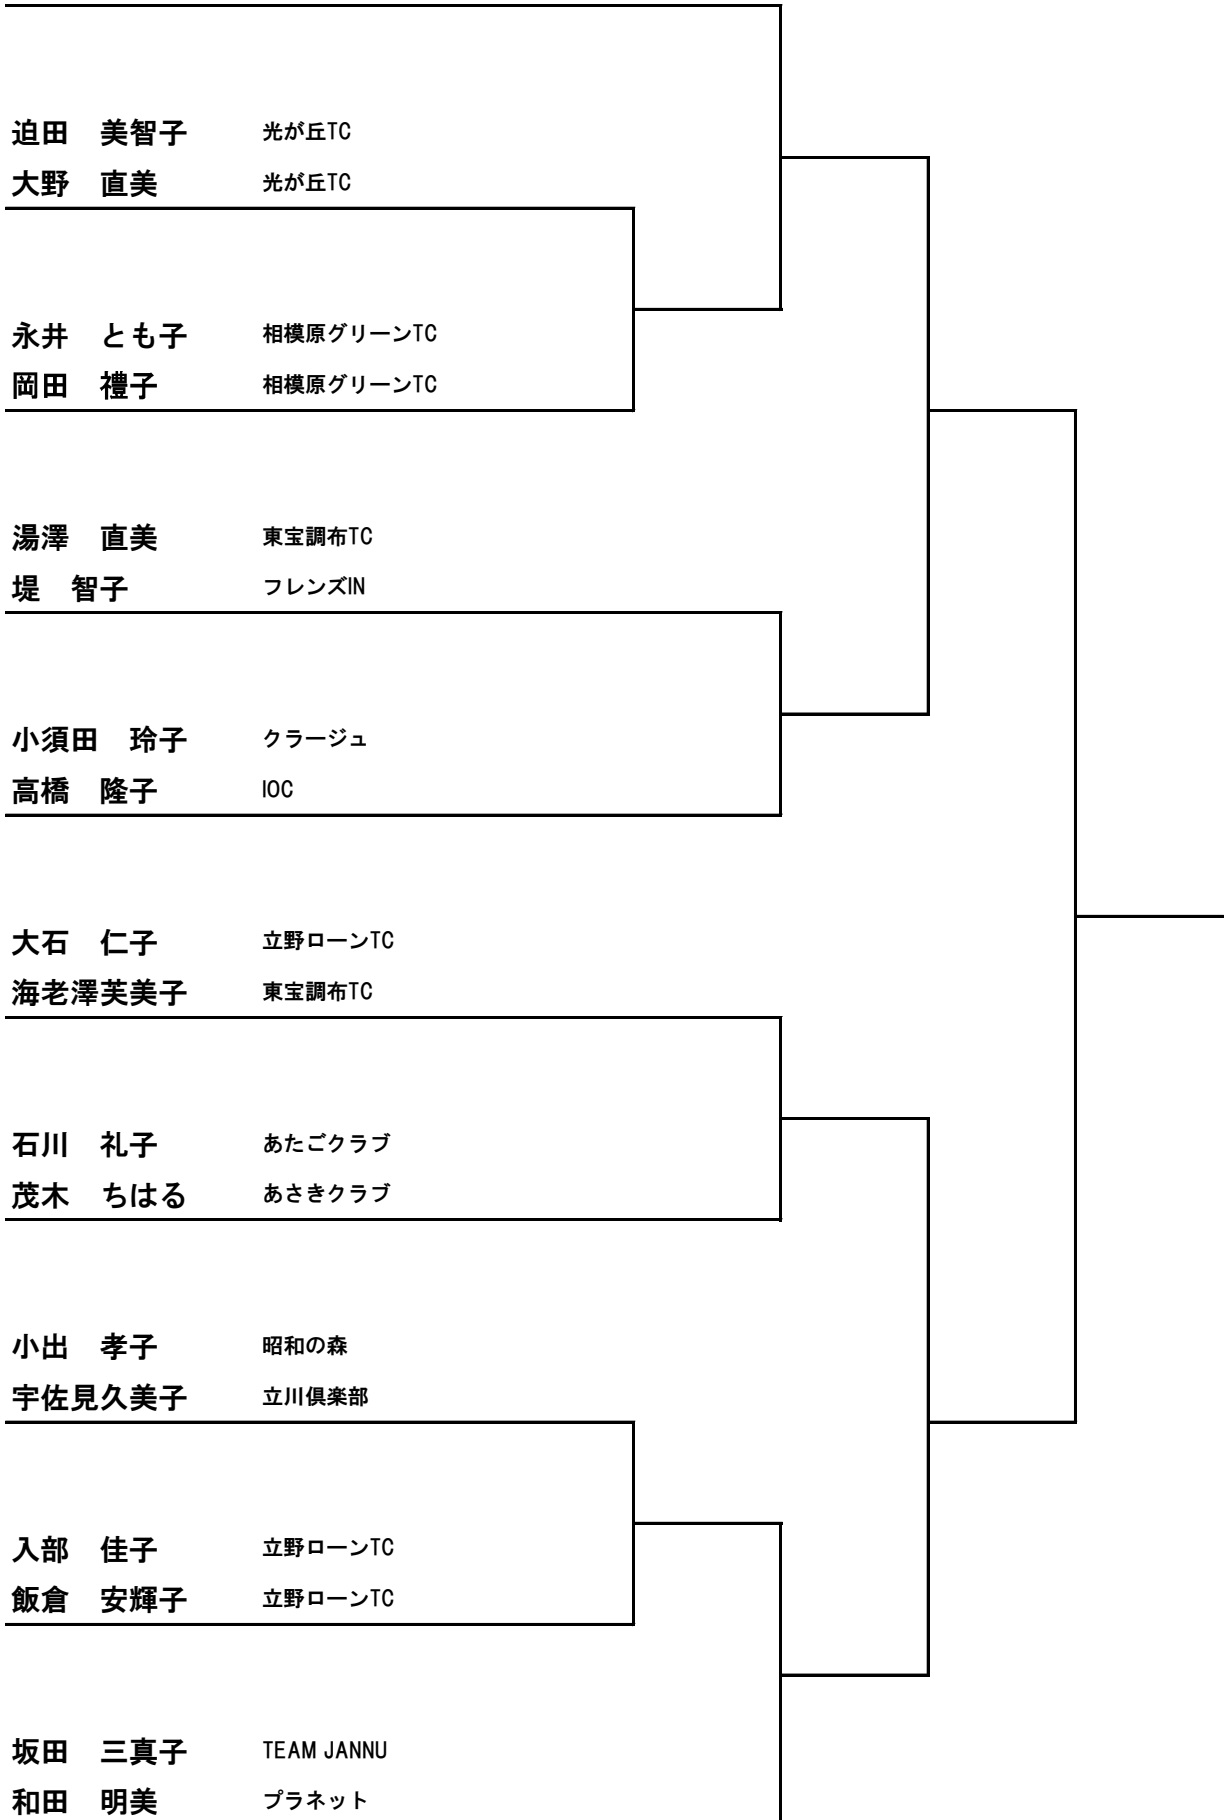 迫田　美智子　光が丘TC
大野　直美　光が丘TC
永井　とも子　相模原グリーンTC
岡田　禮子　相模原グリーンTC
湯澤　直美　東宝調布TC
堤　智子　フレンズIN
小須田　玲子　クラージュ
高橋　隆子　IOC
大石　仁子　立野ローンTC
海老澤芙美子　東宝調布TC
石川　礼子　あたごクラブ
茂木　ちはる　あさきクラブ
小出　孝子　昭和の森
宇佐見久美子　立川倶楽部
入部　佳子　立野ローンTC
飯倉　安輝子　立野ローンTC
坂田　三真子　TEAM JANNU
和田　明美　プラネット